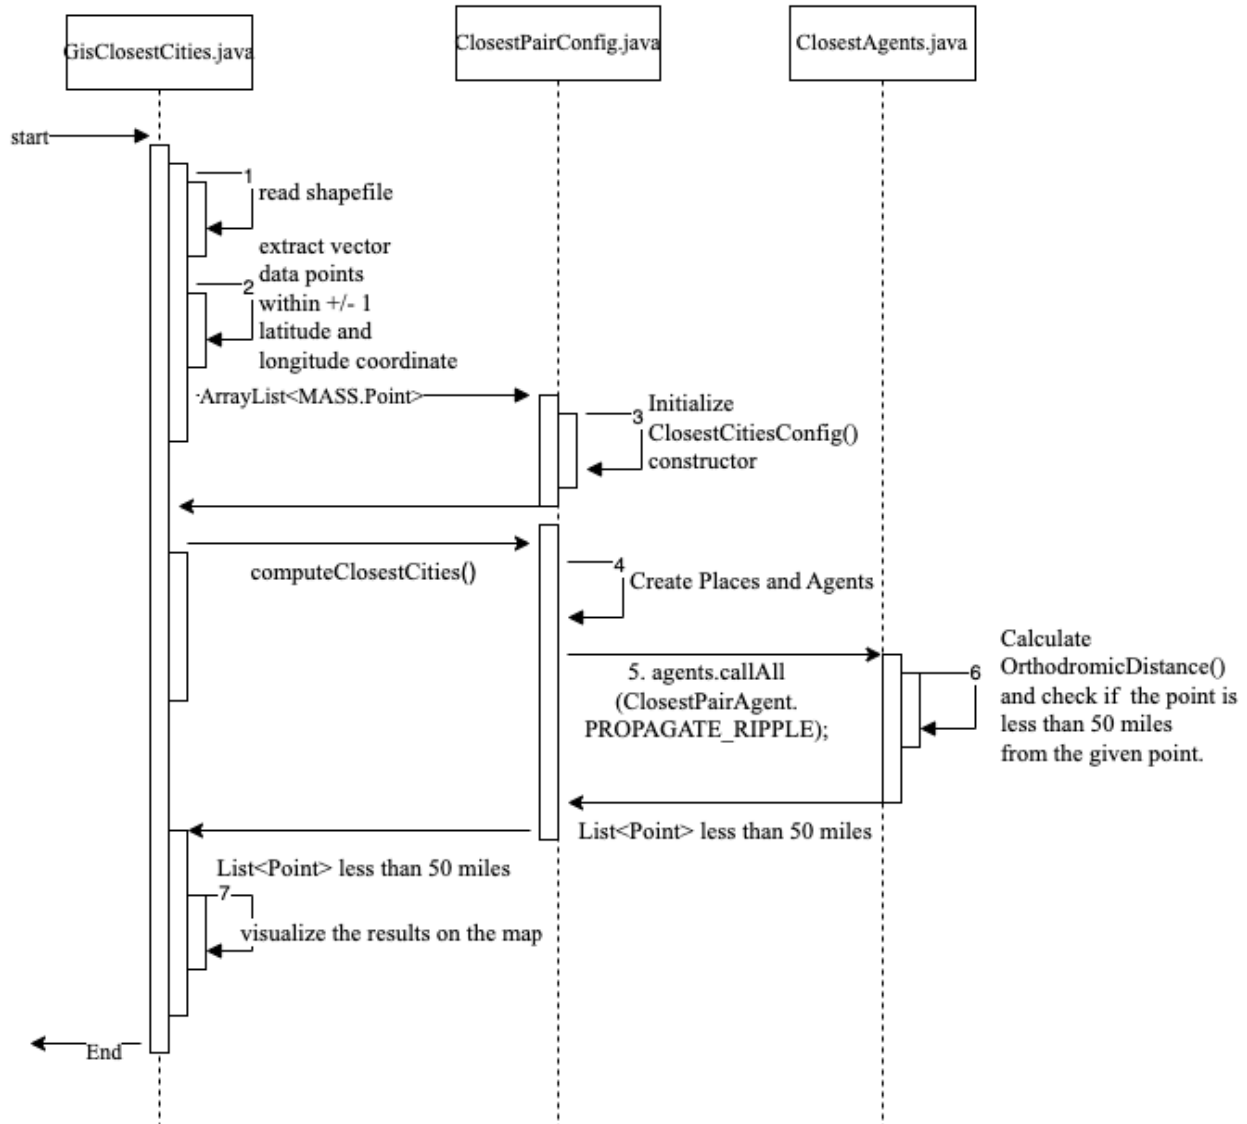 GisClosestCities.java
ClosestPairConfig.java
ClosestAgents.java
start
1
read shapefile
extract vector
data points
2
within +/- 1
latitude and
longitude coordinate
ArrayList<MASS.Point>
3
Initialize
ClosestCitiesConfig()
constructor
computeClosestCities()
4
Create Places and Agents
5. agents.callAll
(ClosestPairAgent.
PROPAGATE_RIPPLE);
6
Calculate
OrthodromicDistance()
and check if the point is
less than 50 miles
from the given point.
List<Point> less than 50 miles
List<Point> less than 50 miles
7
visualize the results on the map
End